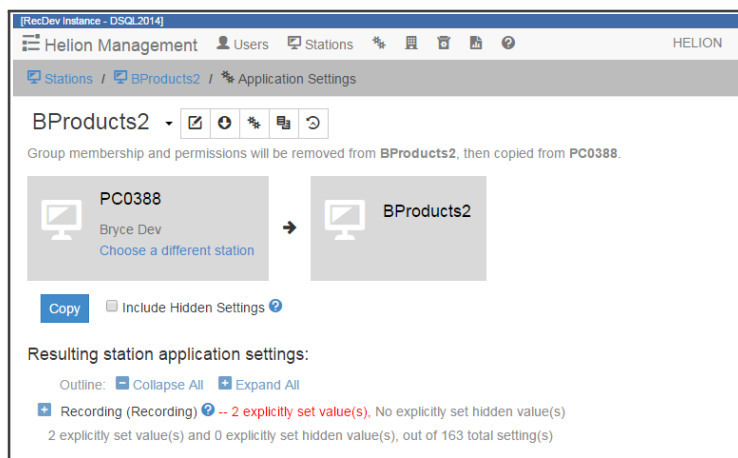 [RecDev Instance - DSQL2014]
Helion Management Users Stations HELION
Stations / BProducts2 / Application Settings
BProducts2
Group membership and permissions will be removed from BProducts2, then copied from PC0388.
PC0388
Bryce Dev
Choose a different station
BProducts2
Copy Include Hidden Settings
Resulting station application settings:
Outline: Collapse All Expand All
Recording (Recording) -- 2 explicitly set value(s), No explicitly set hidden value(s)
2 explicitly set value(s) and 0 explicitly set hidden value(s), out of 163 total setting(s)